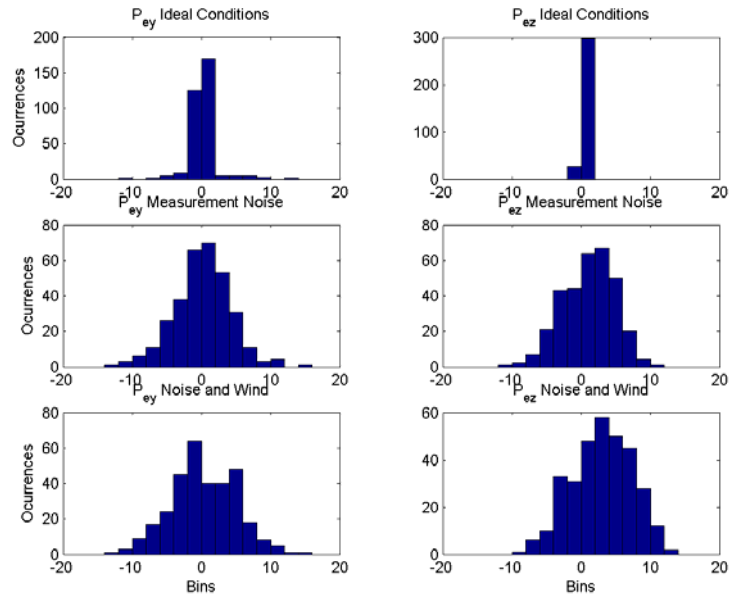 P_ey Ideal Conditions
P_ez Ideal Conditions
200
150
100
50
0
Ocurrences
-20 -10 0 10 20
300
200
100
0
-20 -10 0 10 20
P_ey Measurement Noise
P_ez Measurement Noise
80
60
40
20
0
Ocurrences
-20 -10 0 10 20
80
60
40
20
0
-20 -10 0 10 20
P_ey Noise and Wind
P_ez Noise and Wind
80
60
40
20
0
Ocurrences
-20 -10 0 10 20
Bins
60
40
20
0
-20 -10 0 10 20
Bins